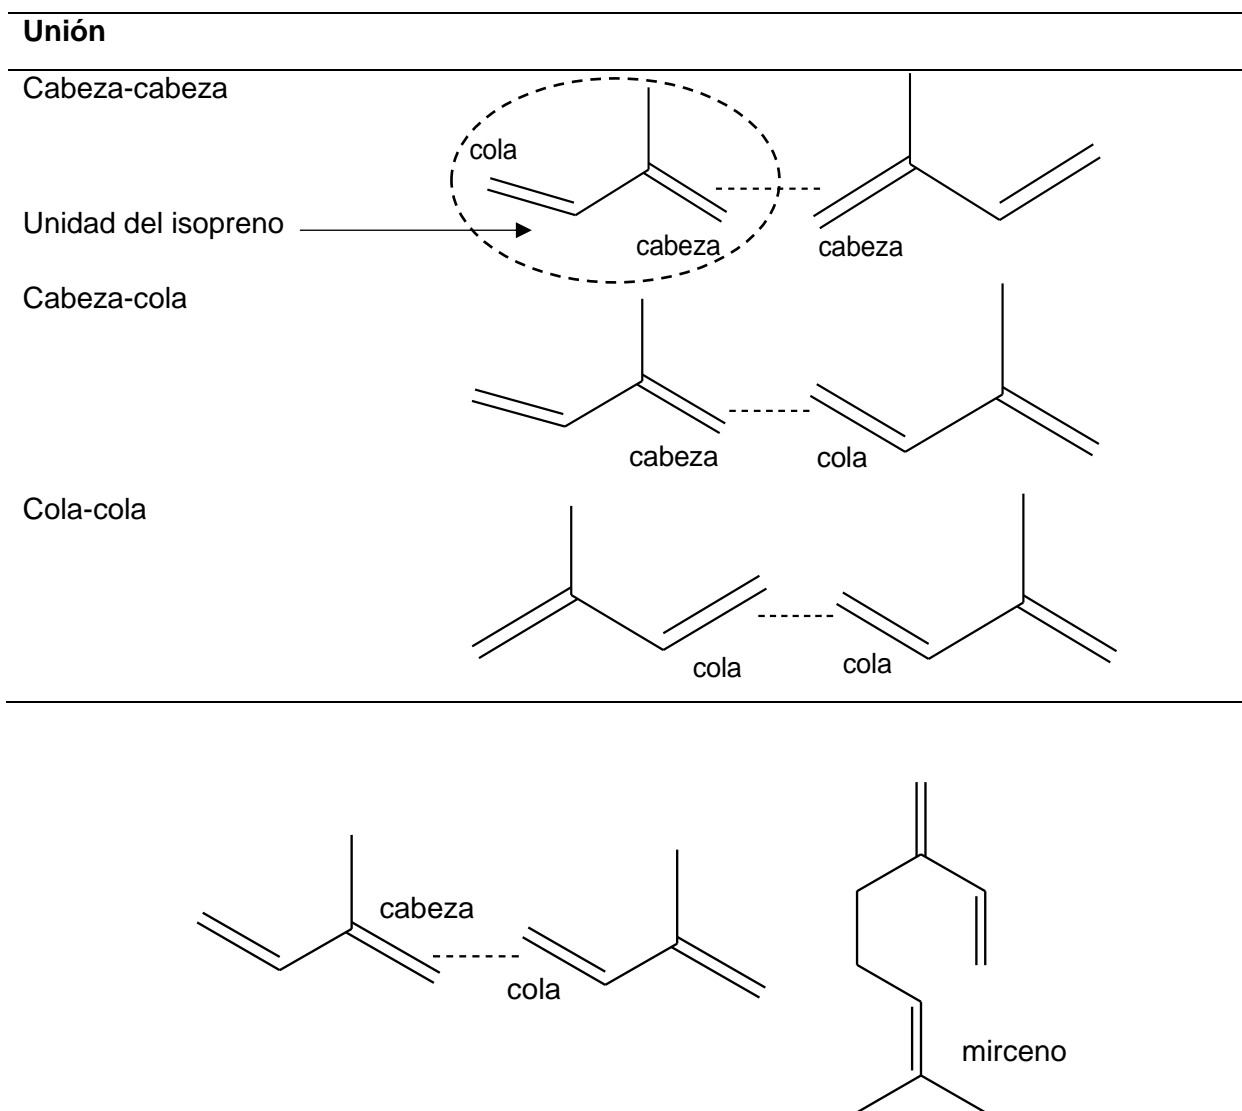 Unión
Cabeza-cabeza
cola
Unidad del isopreno
cabeza
cabeza
Cabeza-cola
cabeza
cola
Cola-cola
cola
cola
cabeza
cola
mirceno